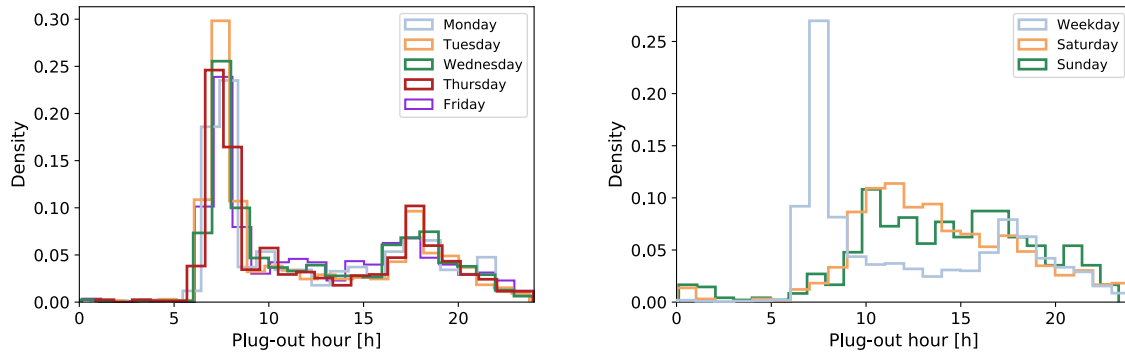 0.30
0.25
0.20
0.15
0.10
0.05
0.00
Density
0
5
10
15
20
Plug-out hour [h]
Monday
Tuesday
Wednesday
Thursday
Friday
0.25
0.20
0.15
0.10
0.05
0.00
Density
0
5
10
15
20
Plug-out hour [h]
Weekday
Saturday
Sunday